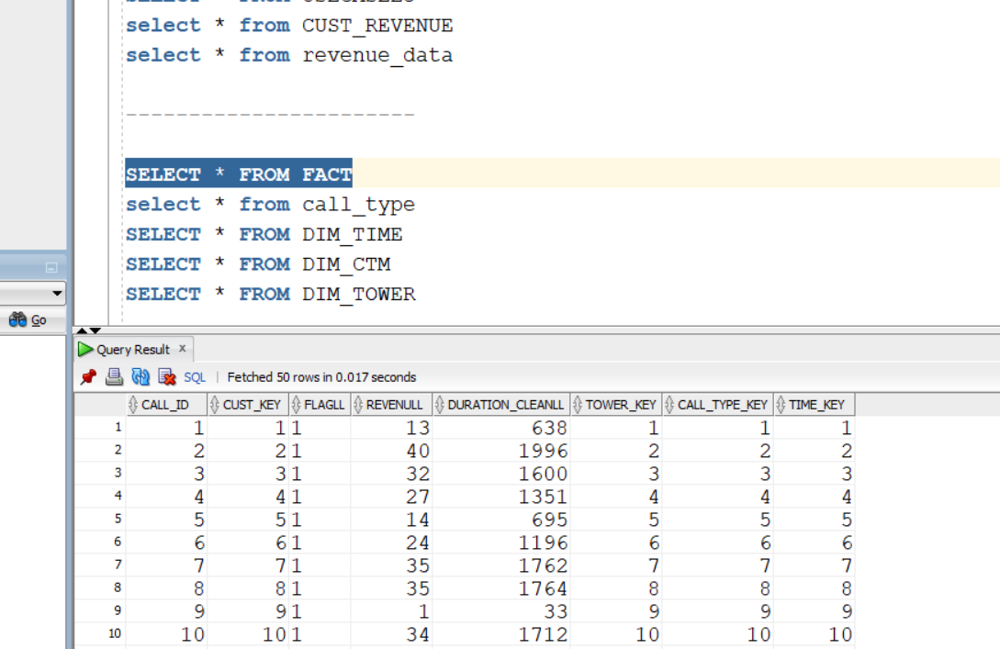 select * from CUST_REVENUE
select * from revenue_data
-----------------------
SELECT * FROM FACT
select * from call_type
SELECT * FROM DIM_TIME
SELECT * FROM DIM_CTM
SELECT * FROM DIM_TOWER
Go
Query Result x
SQL | Fetched 50 rows in 0.017 seconds
CALL_ID CUST_KEY FLAGLL REVENULL DURATION_CLEANLL TOWER_KEY CALL_TYPE_KEY TIME_KEY
1 1 1 1 13 638 1 1 1
2 2 2 1 40 1996 2 2 2
3 3 3 1 32 1600 3 3 3
4 4 4 1 27 1351 4 4 4
5 5 5 1 14 695 5 5 5
6 6 6 1 24 1196 6 6 6
7 7 7 1 35 1762 7 7 7
8 8 8 1 35 1764 8 8 8
9 9 9 1 1 33 9 9 9
10 10 10 1 34 1712 10 10 10